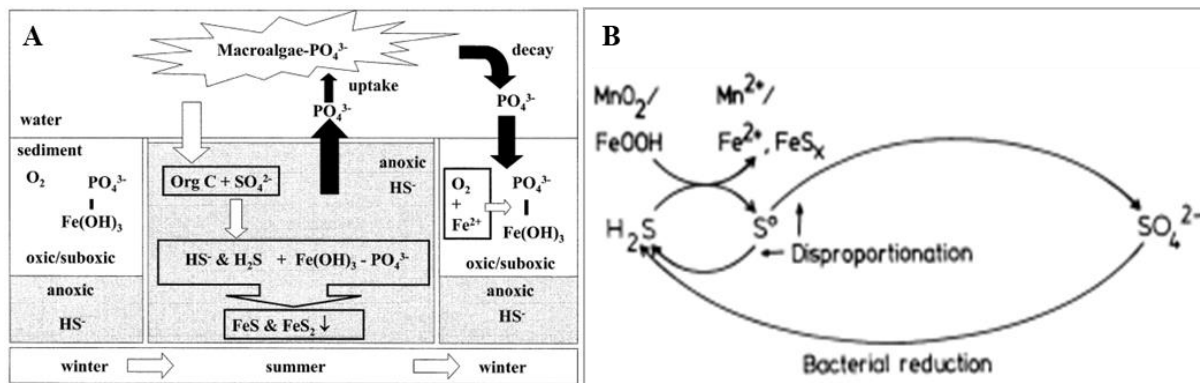 A
Macroalgae-PO₄³⁻
decay
uptake
PO₄³⁻
PO₄³⁻
water
sediment
O₂
PO₄³⁻
Fe(OH)₃
oxic/suboxic
anoxic
HS⁻
Org C + SO₄²⁻
anoxic
HS⁻
HS⁻ & H₂S + Fe(OH)₃ - PO₄³⁻
FeS & FeS₂ ↓
O₂
+
Fe²⁺
PO₄³⁻
Fe(OH)₃
oxic/suboxic
anoxic
HS⁻
winter
summer
winter
B
MnO₂/
FeOOH
Mn²⁺/
Fe²⁺, FeSₓ
H₂S
S°
SO₄²⁻
Disproportionation
Bacterial reduction